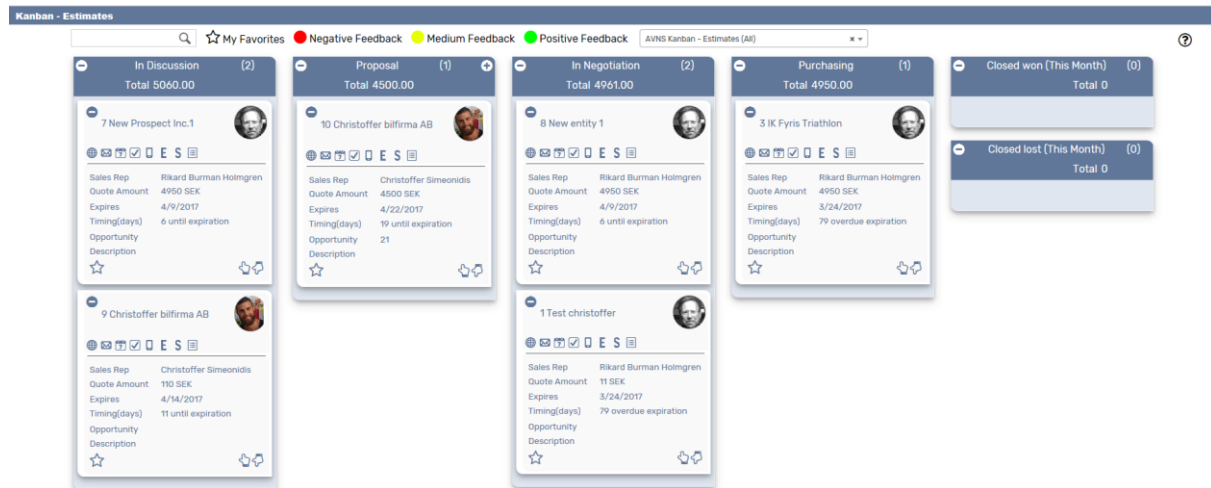 Kanban - Estimates
My Favorites Negative Feedback Medium Feedback Positive Feedback AVNS Kanban - Estimates (All)
In Discussion (2)
Total 5060.00
7 New Prospect Inc.1
E S
Sales Rep Rikard Burman Holmgren
Quote Amount 4950 SEK
Expires 4/9/2017
Timing(days) 6 until expiration
Opportunity
Description
9 Christoffer bilfirma AB
E S
Sales Rep Christoffer Simeonidis
Quote Amount 110 SEK
Expires 4/14/2017
Timing(days) 11 until expiration
Opportunity
Description
Proposal (1)
Total 4500.00
10 Christoffer bilfirma AB
E S
Sales Rep Christoffer Simeonidis
Quote Amount 4500 SEK
Expires 4/22/2017
Timing(days) 19 until expiration
Opportunity 21
Description
In Negotiation (2)
Total 4961.00
8 New entity 1
E S
Sales Rep Rikard Burman Holmgren
Quote Amount 4950 SEK
Expires 4/9/2017
Timing(days) 6 until expiration
Opportunity
Description
1 Test christoffer
E S
Sales Rep Rikard Burman Holmgren
Quote Amount 11 SEK
Expires 3/24/2017
Timing(days) 79 overdue expiration
Opportunity
Description
Purchasing (1)
Total 4950.00
3 IK Fyris Triathlon
E S
Sales Rep Rikard Burman Holmgren
Quote Amount 4950 SEK
Expires 3/24/2017
Timing(days) 79 overdue expiration
Opportunity
Description
Closed won (This Month) (0)
Total 0
Closed lost (This Month) (0)
Total 0